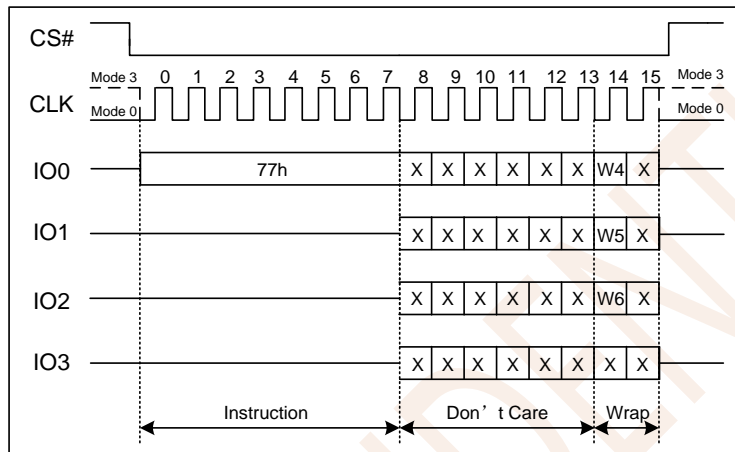 CS#
Mode 3 0 1 2 3 4 5 6 7 8 9 10 11 12 13 14 15 Mode 3
CLK
Mode 0 Mode 0
IO0 77h X X X X X X W4 X
IO1 X X X X X X W5 X
IO2 X X X X X X W6 X
IO3 X X X X X X X X
Instruction Don’t Care Wrap